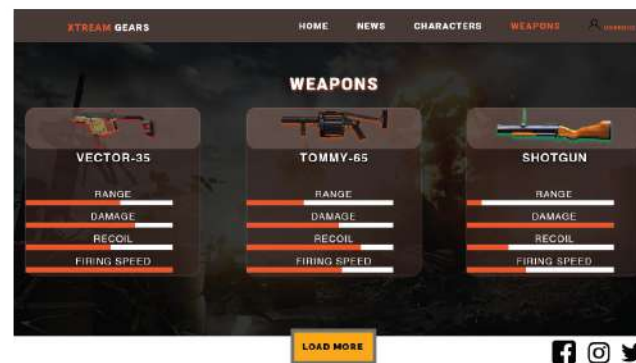 XTREAM GEARS HOME NEWS CHARACTERS WEAPONS
WEAPONS
VECTOR-35 TOMMY-65 SHOTGUN
RANGE RANGE RANGE
DAMAGE DAMAGE DAMAGE
RECOIL RECOIL RECOIL
FIRING SPEED FIRING SPEED FIRING SPEED
LOAD MORE